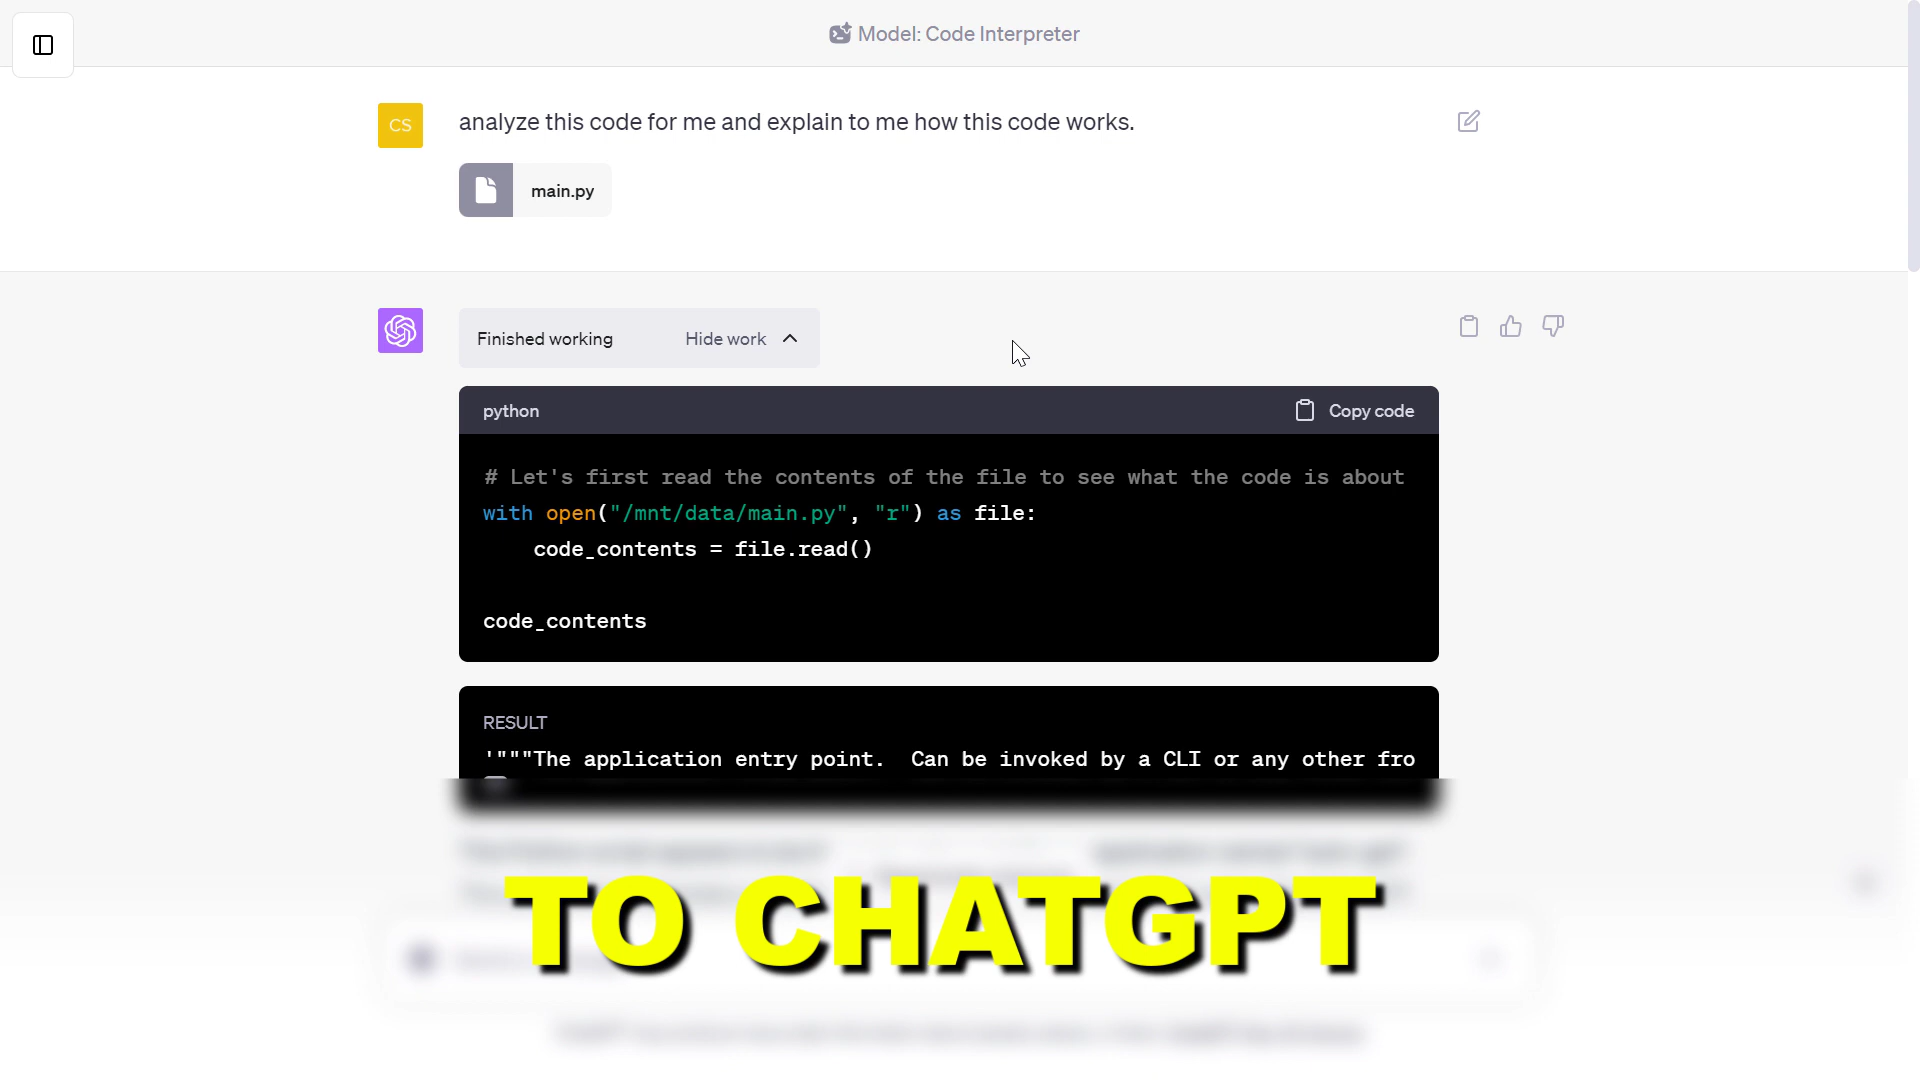 Model: Code Interpreter
CS
analyze this code for me and explain to me how this code works.
main.py
Finished working Hide work
python Copy code
# Let's first read the contents of the file to see what the code is about
with open("/mnt/data/main.py", "r") as file:
    code_contents = file.read()
code_contents
RESULT
'"""The application entry point.  Can be invoked by a CLI or any other fro
TO CHATGPT